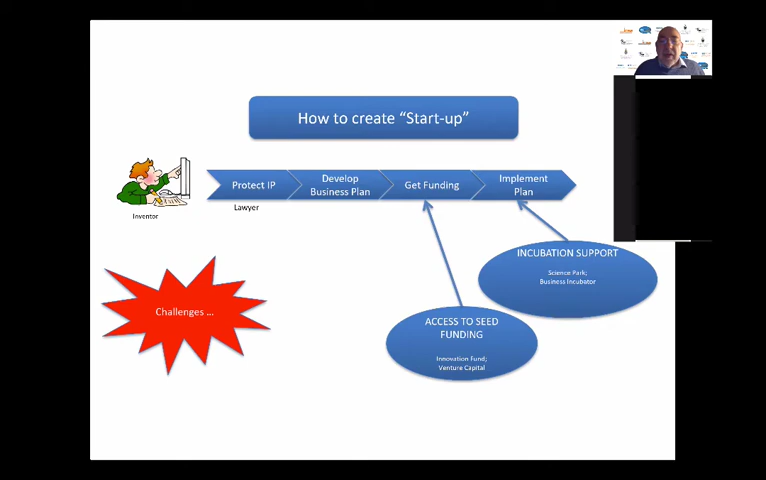 How to create “Start-up”
Protect IP
Develop
Business Plan
Get Funding
Implement
Plan
Inventor
Lawyer
INCUBATION SUPPORT
Science Park;
Business Incubator
Challenges ...
ACCESS TO SEED
FUNDING
Innovation Fund;
Venture Capital